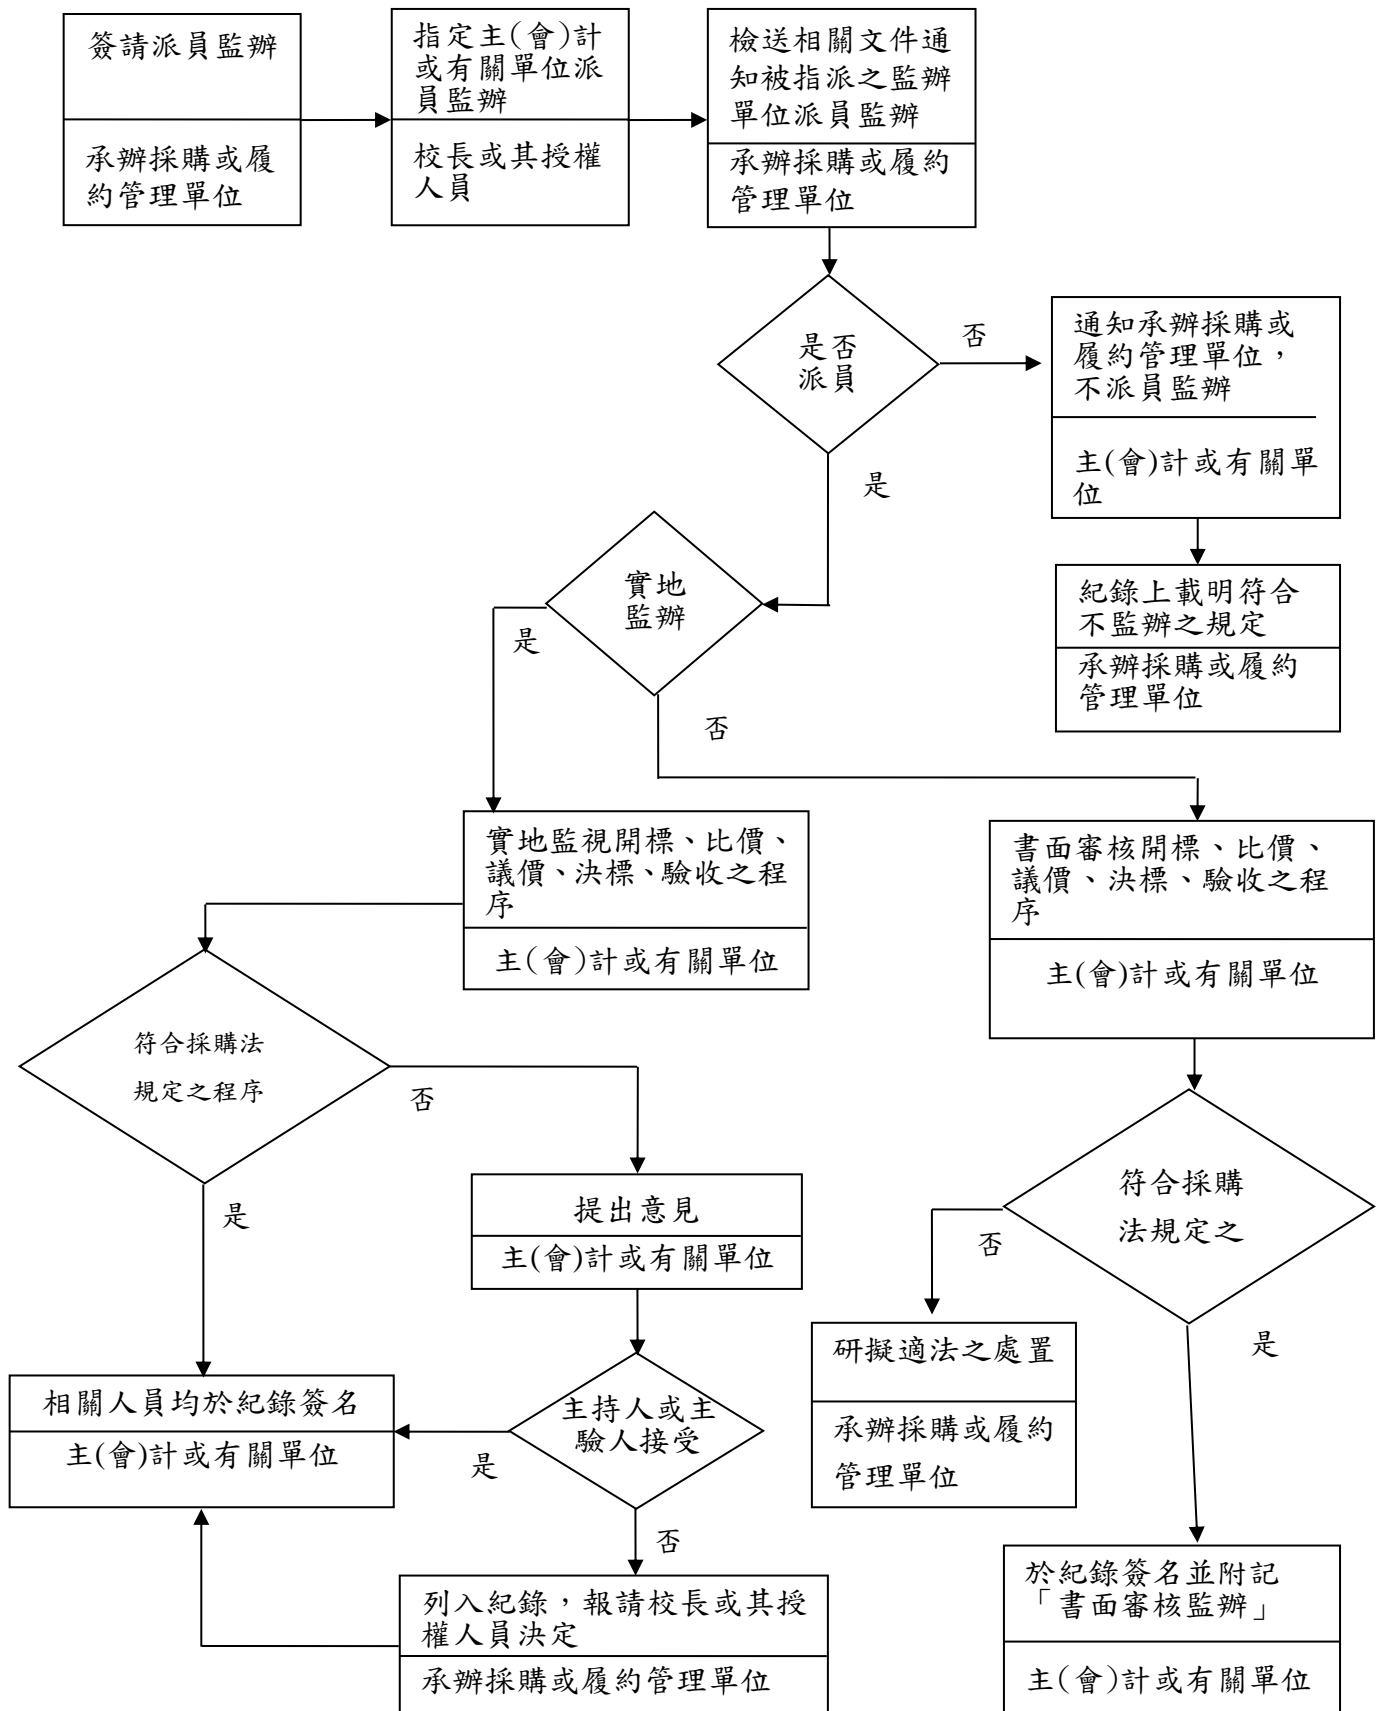 簽請派員監辦
承辦採購或履
約管理單位
指定主(會)計
或有關單位派
員監辦
校長或其授權
人員
檢送相關文件通
知被指派之監辦
單位派員監辦
承辦採購或履約
管理單位
是否
派員
否
是
通知承辦採購或
履約管理單位，
不派員監辦
主(會)計或有關單
位
紀錄上載明符合
不監辦之規定
承辦採購或履約
管理單位
實地
監辦
是
否
實地監視開標、比價、
議價、決標、驗收之程
序
主(會)計或有關單位
書面審核開標、比價、
議價、決標、驗收之程
序
主(會)計或有關單位
符合採購法
規定之程序
否
是
提出意見
主(會)計或有關單位
符合採購
法規定之
否
是
研擬適法之處置
承辦採購或履約
管理單位
主持人或主
驗人接受
是
否
相關人員均於紀錄簽名
主(會)計或有關單位
列入紀錄，報請校長或其授
權人員決定
承辦採購或履約管理單位
於紀錄簽名並附記
「書面審核監辦」
主(會)計或有關單位